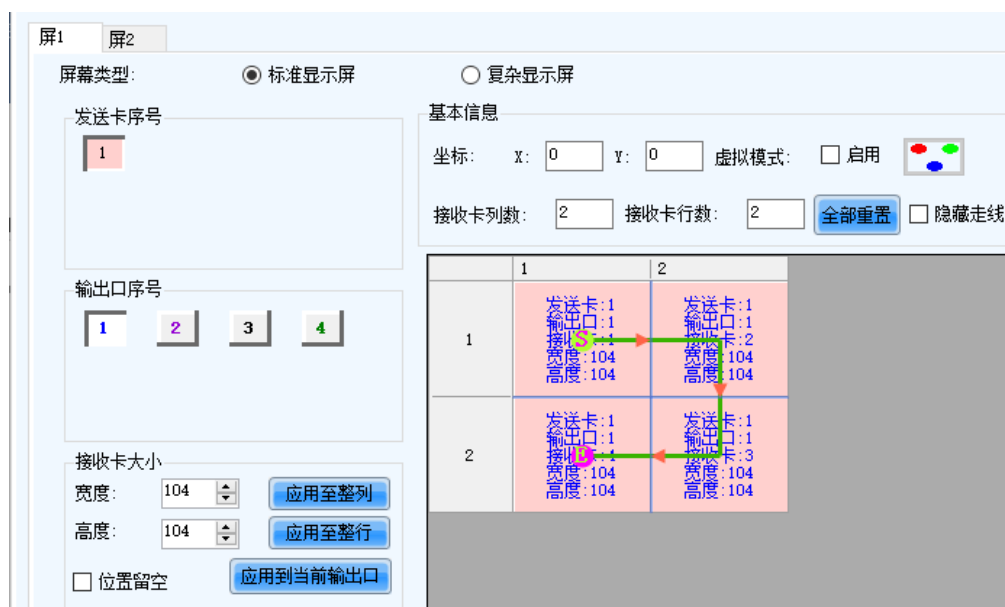 屏1 屏2
屏幕类型: 标准显示屏 复杂显示屏
发送卡序号
1
基本信息
坐标: X: 0 Y: 0 虚拟模式: 启用
接收卡列数: 2 接收卡行数: 2 全部重置 隐藏走线
输出口序号
1 2 3 4
接收卡大小
宽度: 104 应用至整列
高度: 104 应用至整行
位置留空 应用到当前输出口
1 2
1
发送卡:1
输出口:1
接收卡:1
宽度:104
高度:104
发送卡:1
输出口:1
接收卡:2
宽度:104
高度:104
2
发送卡:1
输出口:1
接收卡:4
宽度:104
高度:104
发送卡:1
输出口:1
接收卡:3
宽度:104
高度:104
S
E